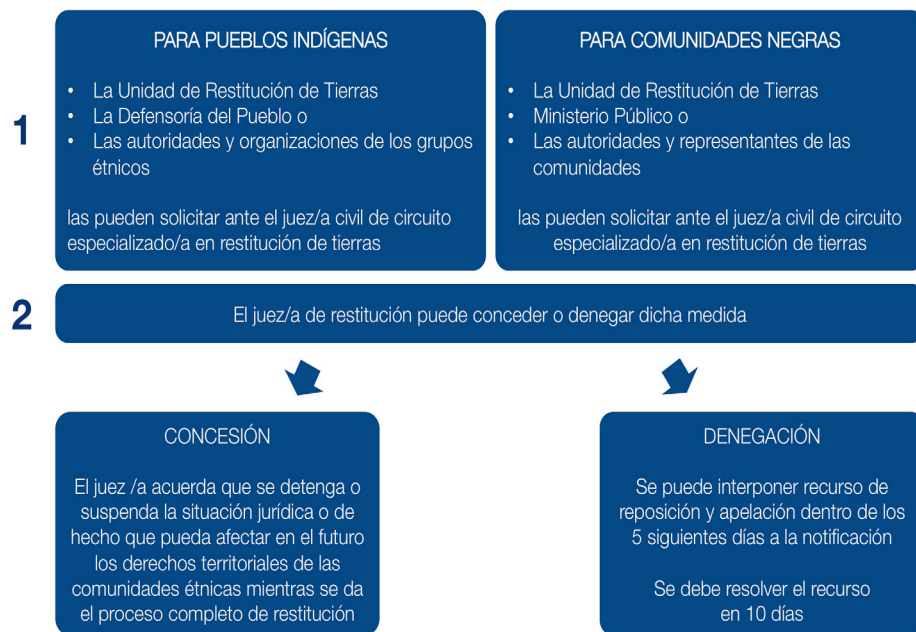 1
PARA PUEBLOS INDÍGENAS
• La Unidad de Restitución de Tierras
• La Defensoría del Pueblo o
• Las autoridades y organizaciones de los grupos
étnicos
las pueden solicitar ante el juez/a civil de circuito
especializado/a en restitución de tierras
PARA COMUNIDADES NEGRAS
• La Unidad de Restitución de Tierras
• Ministerio Público o
• Las autoridades y representantes de las
comunidades
las pueden solicitar ante el juez/a civil de circuito
especializado/a en restitución de tierras
2
El juez/a de restitución puede conceder o denegar dicha medida
CONCESIÓN
El juez /a acuerda que se detenga o
suspenda la situación jurídica o de
hecho que pueda afectar en el futuro
los derechos territoriales de las
comunidades étnicas mientras se da
el proceso completo de restitución
DENEGACIÓN
Se puede interponer recurso de
reposición y apelación dentro de los
5 siguientes días a la notificación
Se debe resolver el recurso
en 10 días